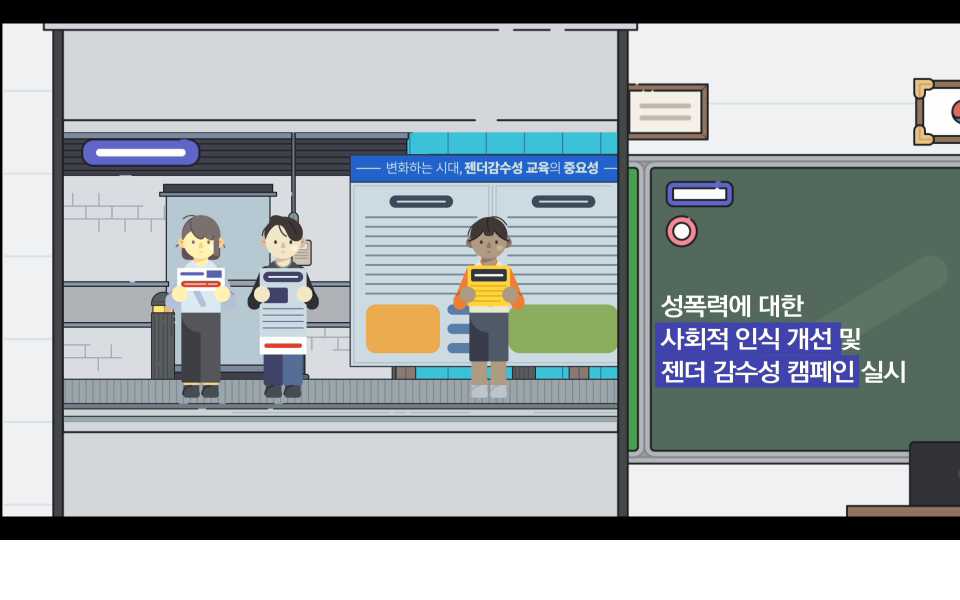 변화하는 시대, 젠더감수성 교육의 중요성
성폭력에 대한
사회적 인식 개선 및
젠더 감수성 캠페인 실시